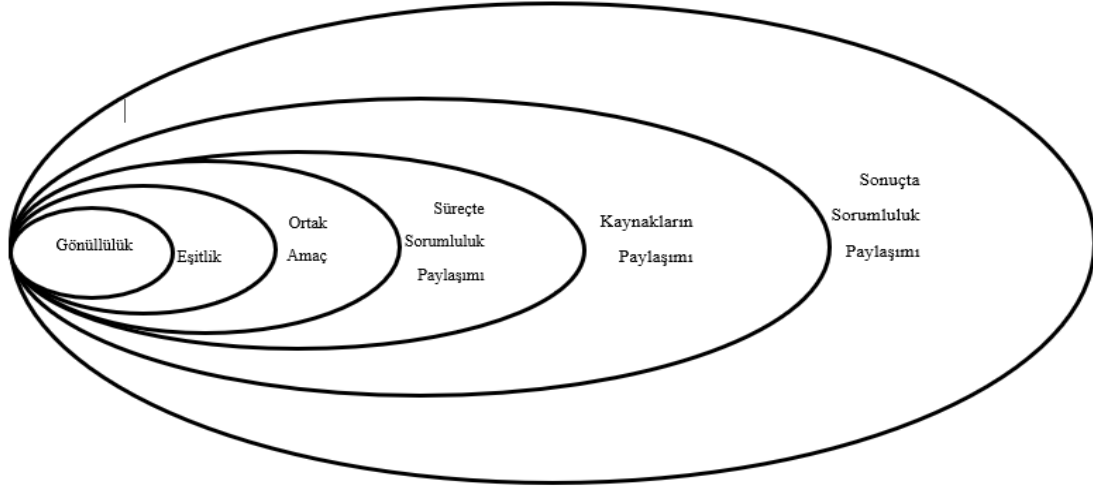 Gönüllülük
Eşitlik
Ortak
Amaç
Süreçte
Sorumluluk
Paylaşımı
Kaynakların
Paylaşımı
Sonuçta
Sorumluluk
Paylaşımı